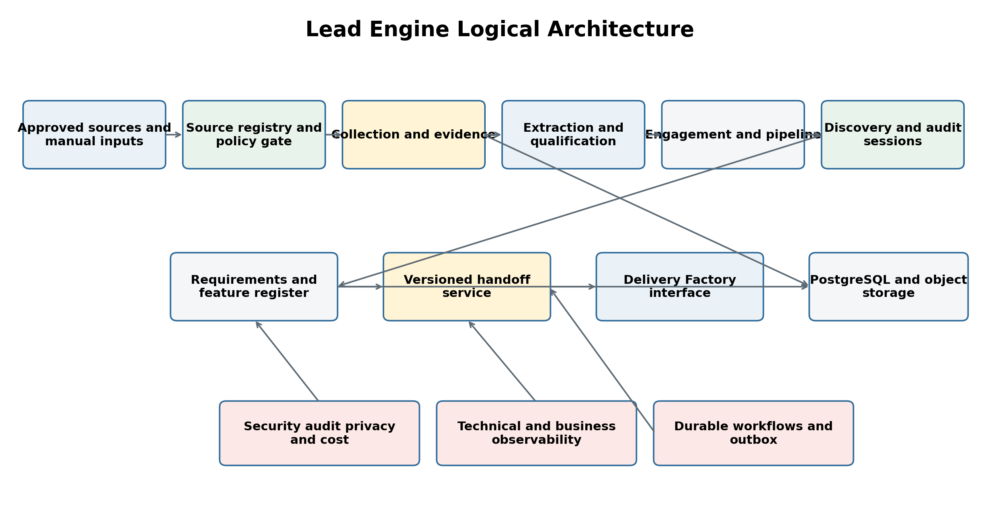 Lead Engine Logical Architecture
Approved sources and
manual inputs
Source registry and
policy gate
Collection and evidence
Extraction and
qualification
Engagement and pipeline
Discovery and audit
sessions
Requirements and
feature register
Versioned handoff
service
Delivery Factory
interface
PostgreSQL and object
storage
Security audit privacy
and cost
Technical and business
observability
Durable workflows and
outbox